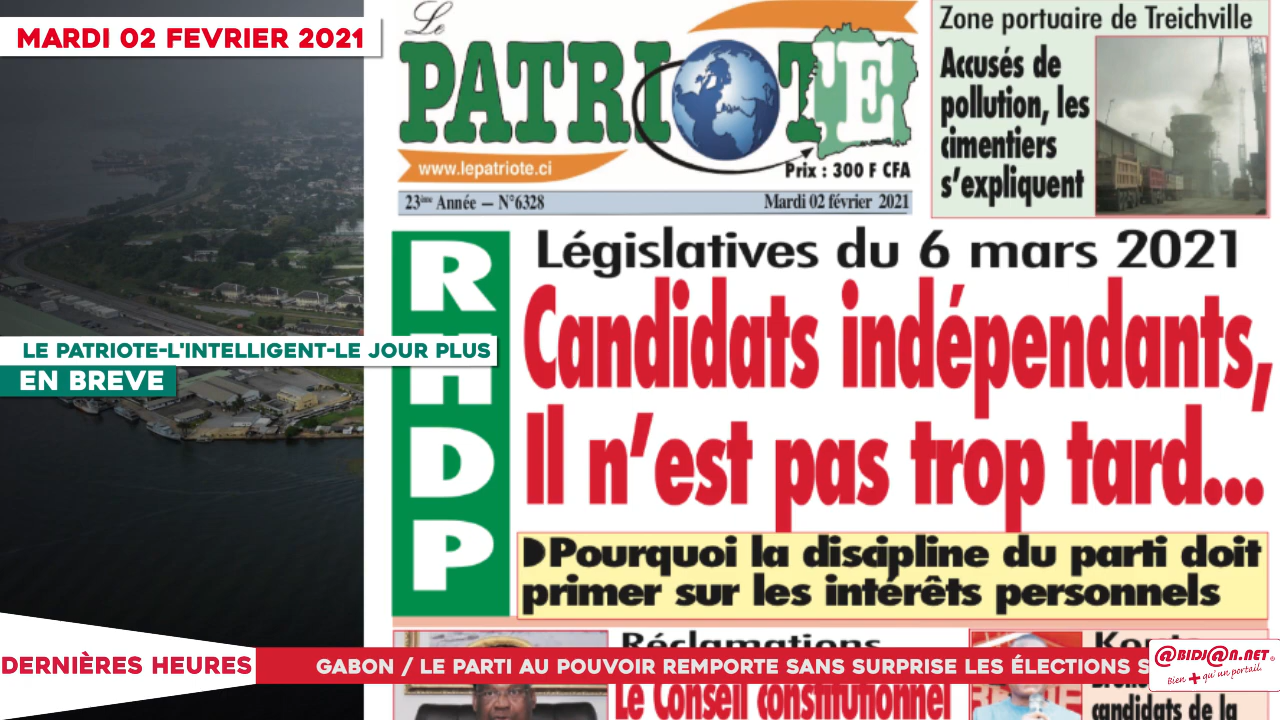 MARDI 02 FEVRIER 2021
Le
PATRIOTE
www.lepatriote.ci
Prix : 300 F CFA
23ème Année — N°6328
Mardi 02 février 2021
Zone portuaire de Treichville
Accusés de
pollution, les
cimentiers
s'expliquent
RHDP
Législatives du 6 mars 2021
Candidats indépendants,
Il n'est pas trop tard...
Pourquoi la discipline du parti doit
primer sur les intérêts personnels
LE PATRIOTE-L'INTELLIGENT-LE JOUR PLUS
EN BREVE
Réclamations
Le Conseil constitutionnel
candidats de la
DERNIÈRES HEURES
GABON / LE PARTI AU POUVOIR REMPORTE SANS SURPRISE LES ÉLECTIONS S
@BIDJ@N.NET
Bien + qu'un portail